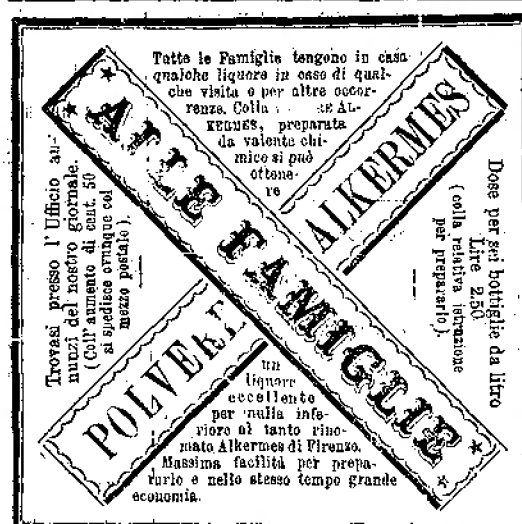 ALLE FAMIGLIE
POLVERE ALKERMES
Tutte le Famiglie tengono in casa
qualche liquore in caso di qual-
che visita o per altre occor-
renze. Colla RE AL-
KERMES, preparata
da valente chi-
mico si può
ottene-
re
un
liquore
eccellente
per nulla infe-
riore al tanto rino-
mato Alkermes di Firenze.
Massima facilità per prepa-
rarlo e nello stesso tempo grande
economia.
Trovasi presso l'Ufficio an-
nunzi del nostro giornale.
(Coll' aumento di cent. 50
si spedisce ovunque col
mezzo postale).
Dose per sei bottiglie da litro
Lire 2.50
(colla relativa istruzione
per prepararlo).